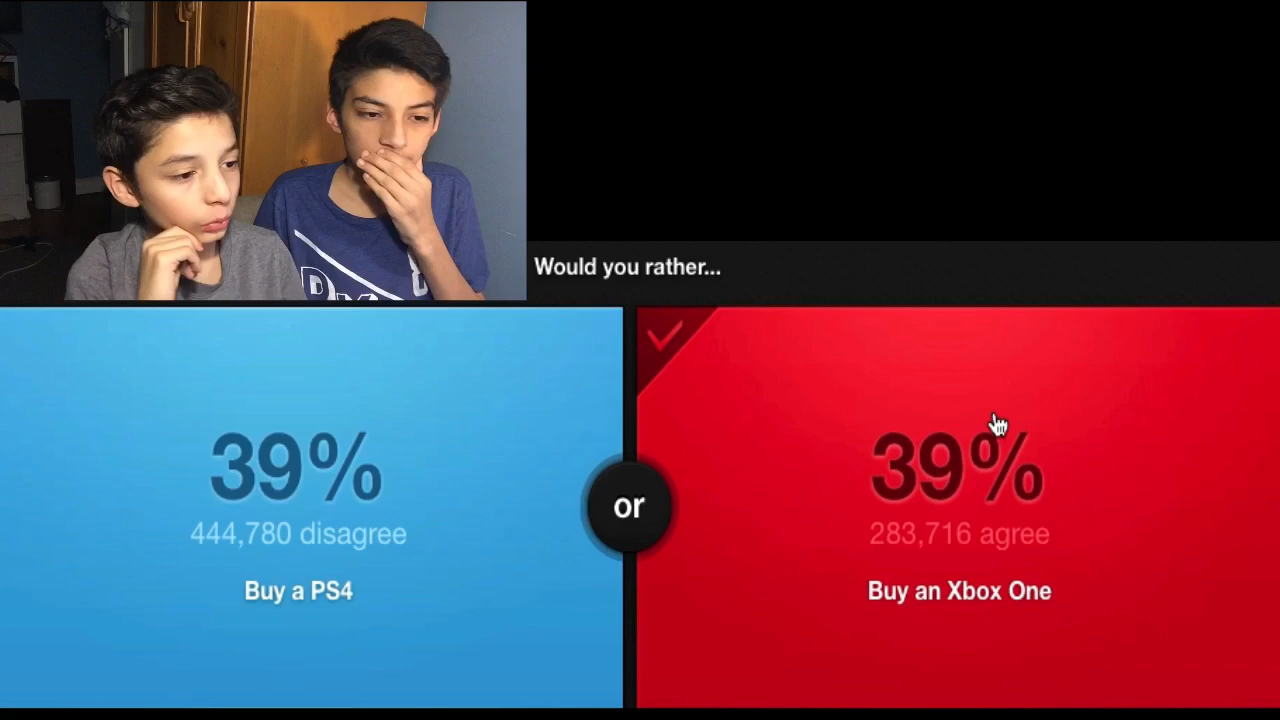 Would you rather...
39%
444,780 disagree
Buy a PS4
or
39%
283,716 agree
Buy an Xbox One